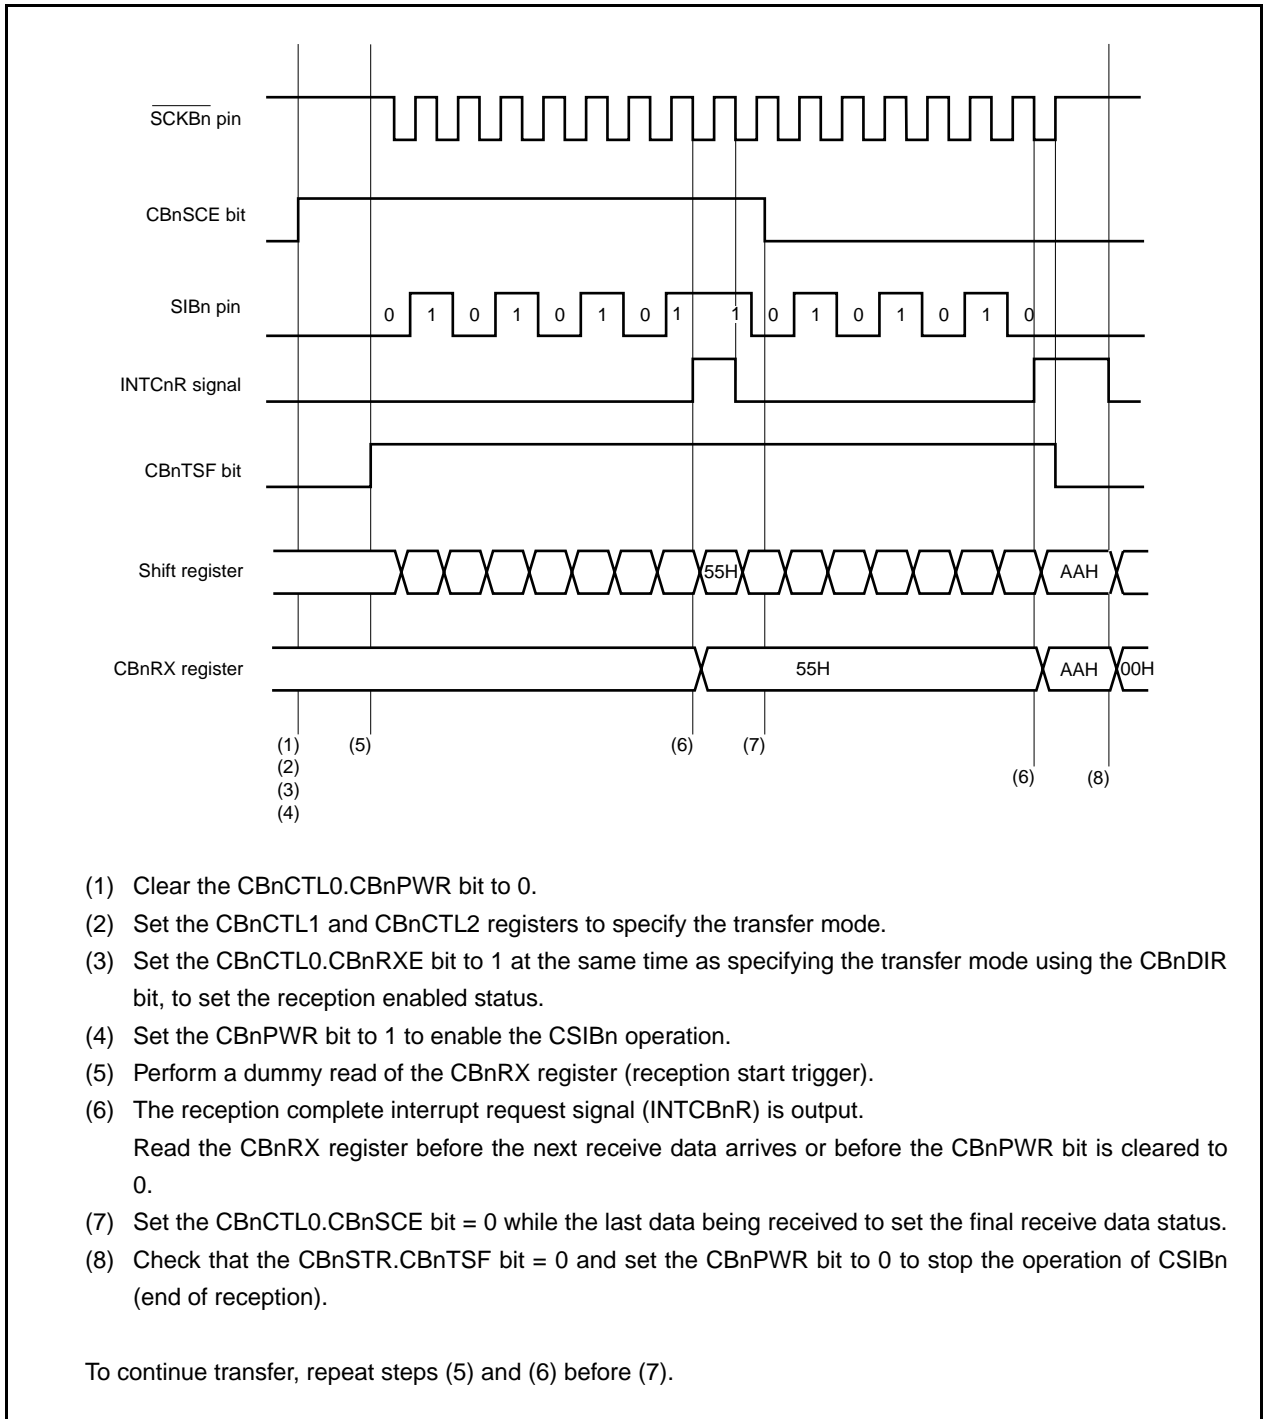 SCKBn pin
CBnSCE bit
SIBn pin
0 1 0 1 0 1 0 1 1 0 1 0 1 0 1 0
INTCnR signal
CBnTSF bit
Shift register
55H
AAH
CBnRX register
55H
AAH
00H
(1)
(5)
(6)
(7)
(2)
(6)
(8)
(3)
(4)
(1) Clear the CBnCTL0.CBnPWR bit to 0.
(2) Set the CBnCTL1 and CBnCTL2 registers to specify the transfer mode.
(3) Set the CBnCTL0.CBnRXE bit to 1 at the same time as specifying the transfer mode using the CBnDIR
bit, to set the reception enabled status.
(4) Set the CBnPWR bit to 1 to enable the CSIBn operation.
(5) Perform a dummy read of the CBnRX register (reception start trigger).
(6) The reception complete interrupt request signal (INTCBnR) is output.
Read the CBnRX register before the next receive data arrives or before the CBnPWR bit is cleared to
0.
(7) Set the CBnCTL0.CBnSCE bit = 0 while the last data being received to set the final receive data status.
(8) Check that the CBnSTR.CBnTSF bit = 0 and set the CBnPWR bit to 0 to stop the operation of CSIBn
(end of reception).
To continue transfer, repeat steps (5) and (6) before (7).